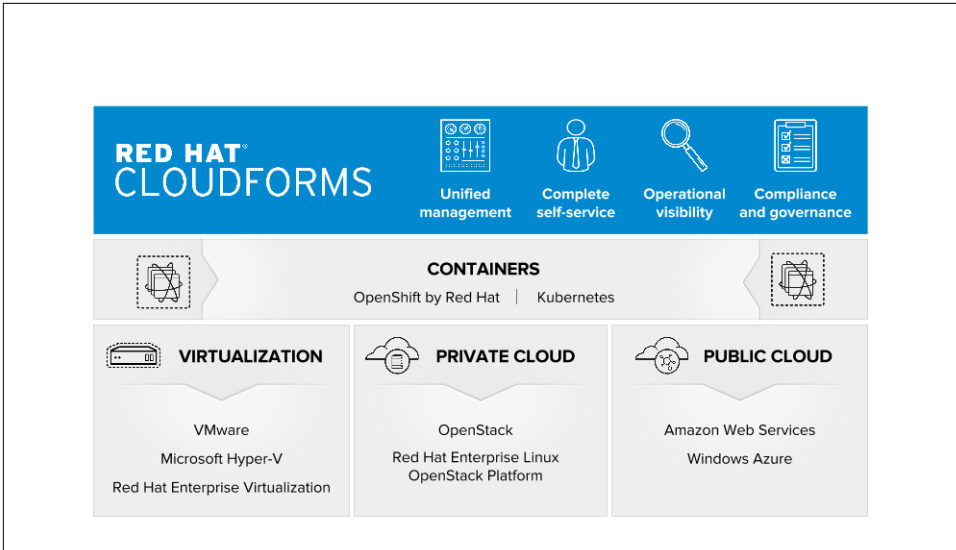 RED HAT®
CLOUDFORMS
Unified
management
Complete
self-service
Operational
visibility
Compliance
and governance
CONTAINERS
OpenShift by Red Hat | Kubernetes
VIRTUALIZATION
VMware
Microsoft Hyper-V
Red Hat Enterprise Virtualization
PRIVATE CLOUD
OpenStack
Red Hat Enterprise Linux
OpenStack Platform
PUBLIC CLOUD
Amazon Web Services
Windows Azure